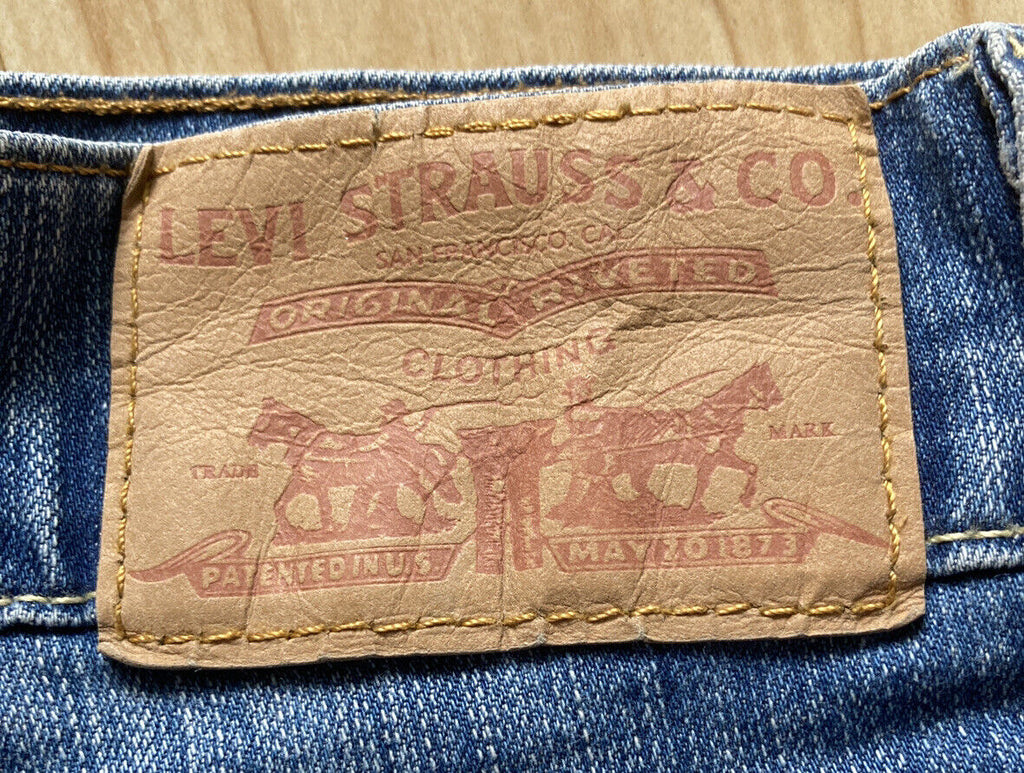 LEVI STRAUSS & CO.
SAN FRANCISCO, CA
ORIGINAL RIVETED
CLOTHING
TRADE MARK
PATENTED IN U.S. MAY 20 1873